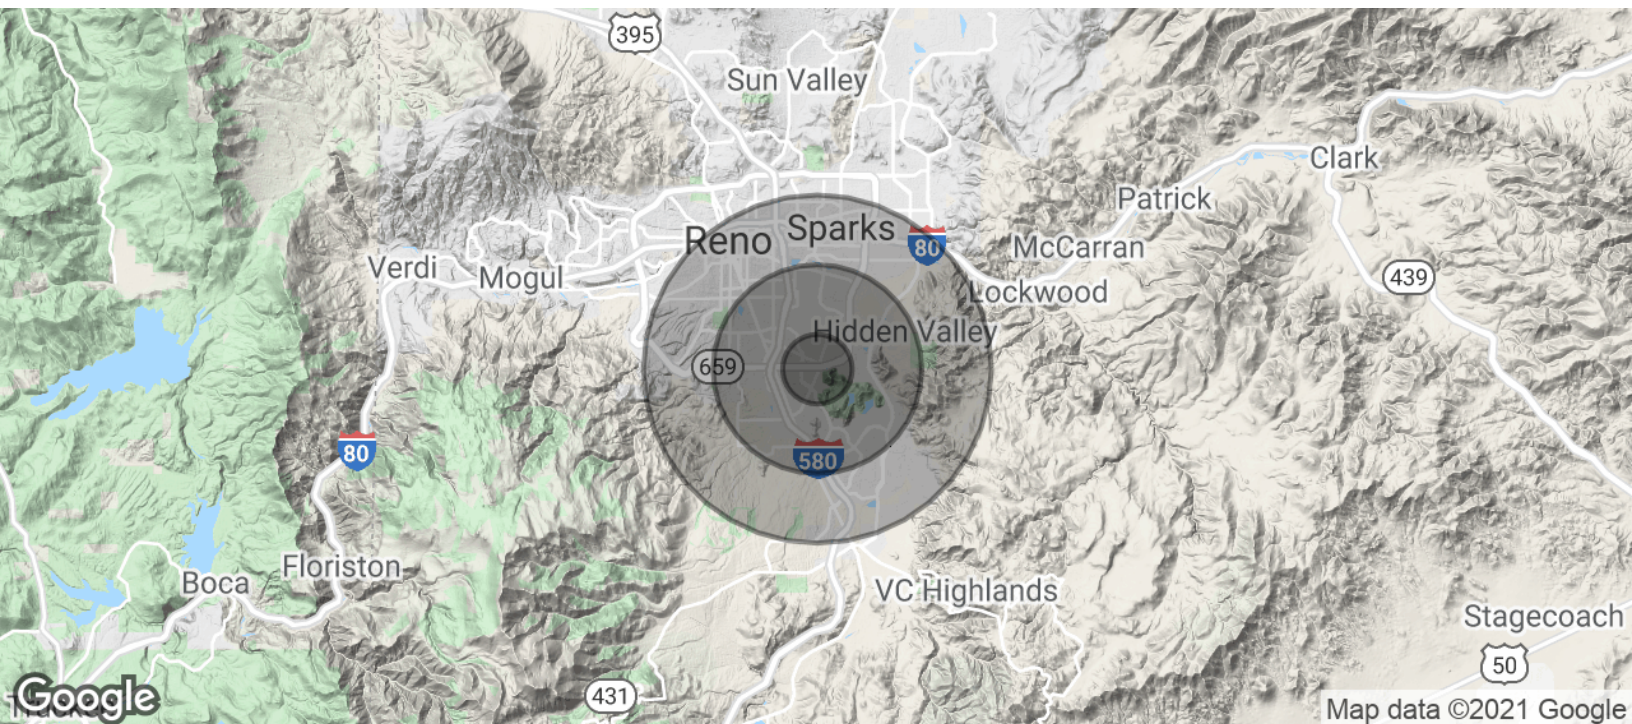 395
Sun Valley
Clark
Patrick
Sparks
Reno
80
McCarran
Verdi
Mogul
439
Lockwood
Hidden Valley
659
80
580
Floriston
Boca
VC Highlands
Stagecoach
50
431
Google
Map data ©2021 Google